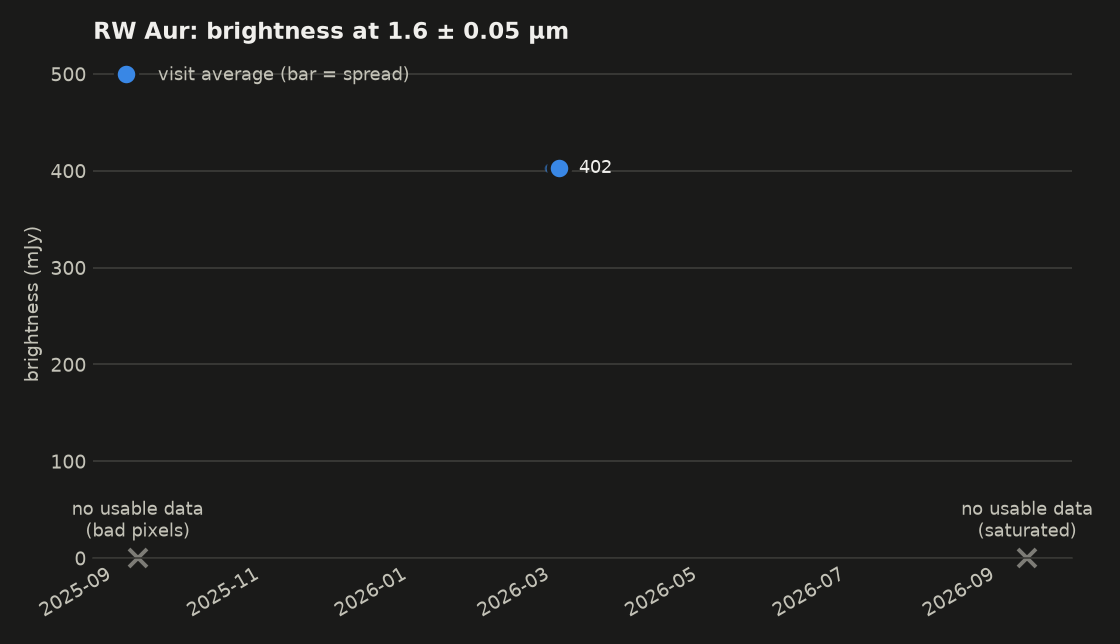 RW Aur: brightness at 1.6 ± 0.05 µm
500
visit average (bar = spread)
400
402
300
200
100
0
brightness (mJy)
no usable data
(bad pixels)
no usable data
(saturated)
2025-09
2025-11
2026-01
2026-03
2026-05
2026-07
2026-09